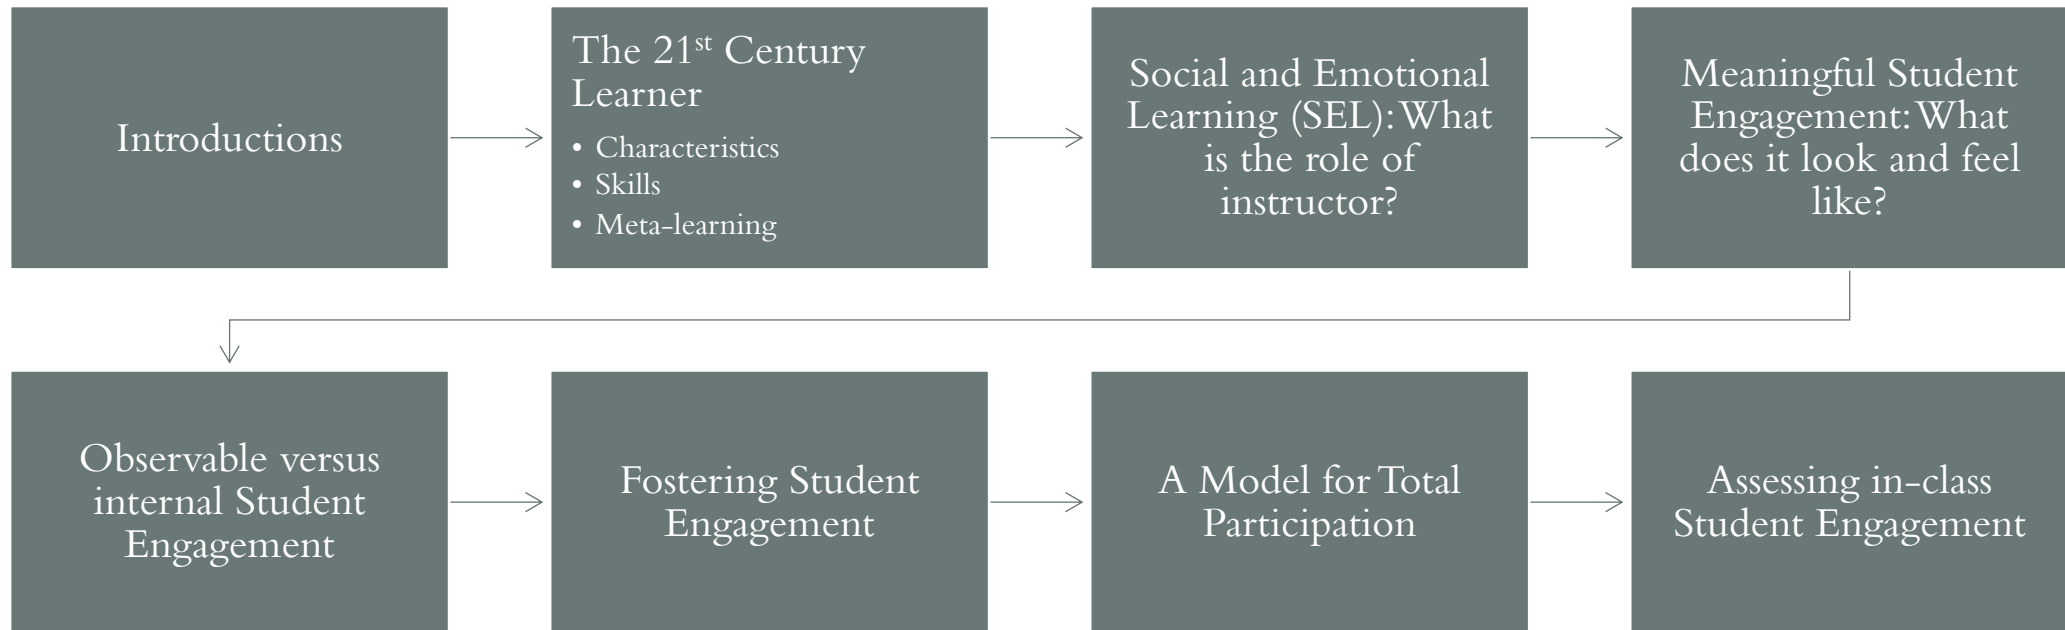 Introductions
The 21st Century
Learner
• Characteristics
• Skills
• Meta-learning
Social and Emotional
Learning (SEL): What
is the role of
instructor?
Meaningful Student
Engagement: What
does it look and feel
like?
Observable versus
internal Student
Engagement
Fostering Student
Engagement
A Model for Total
Participation
Assessing in-class
Student Engagement